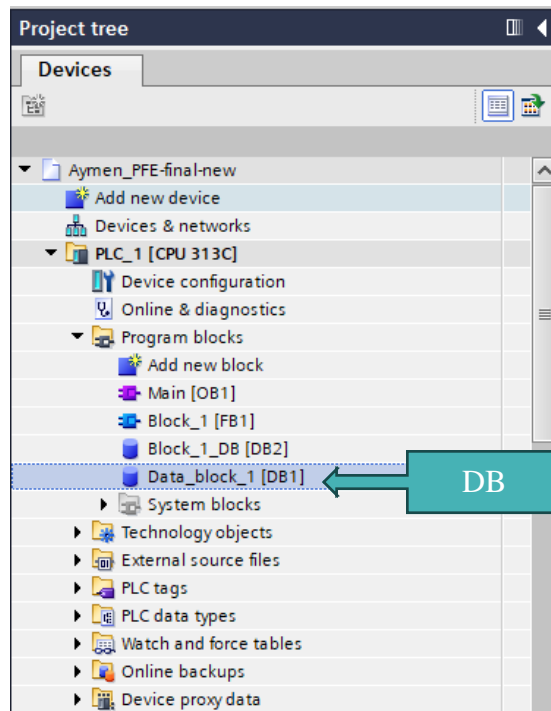 Project tree
Devices
Aymen_PFE-final-new
Add new device
Devices & networks
PLC_1 [CPU 313C]
Device configuration
Online & diagnostics
Program blocks
Add new block
Main [OB1]
Block_1 [FB1]
Block_1_DB [DB2]
Data_block_1 [DB1]
DB
System blocks
Technology objects
External source files
PLC tags
PLC data types
Watch and force tables
Online backups
Device proxy data